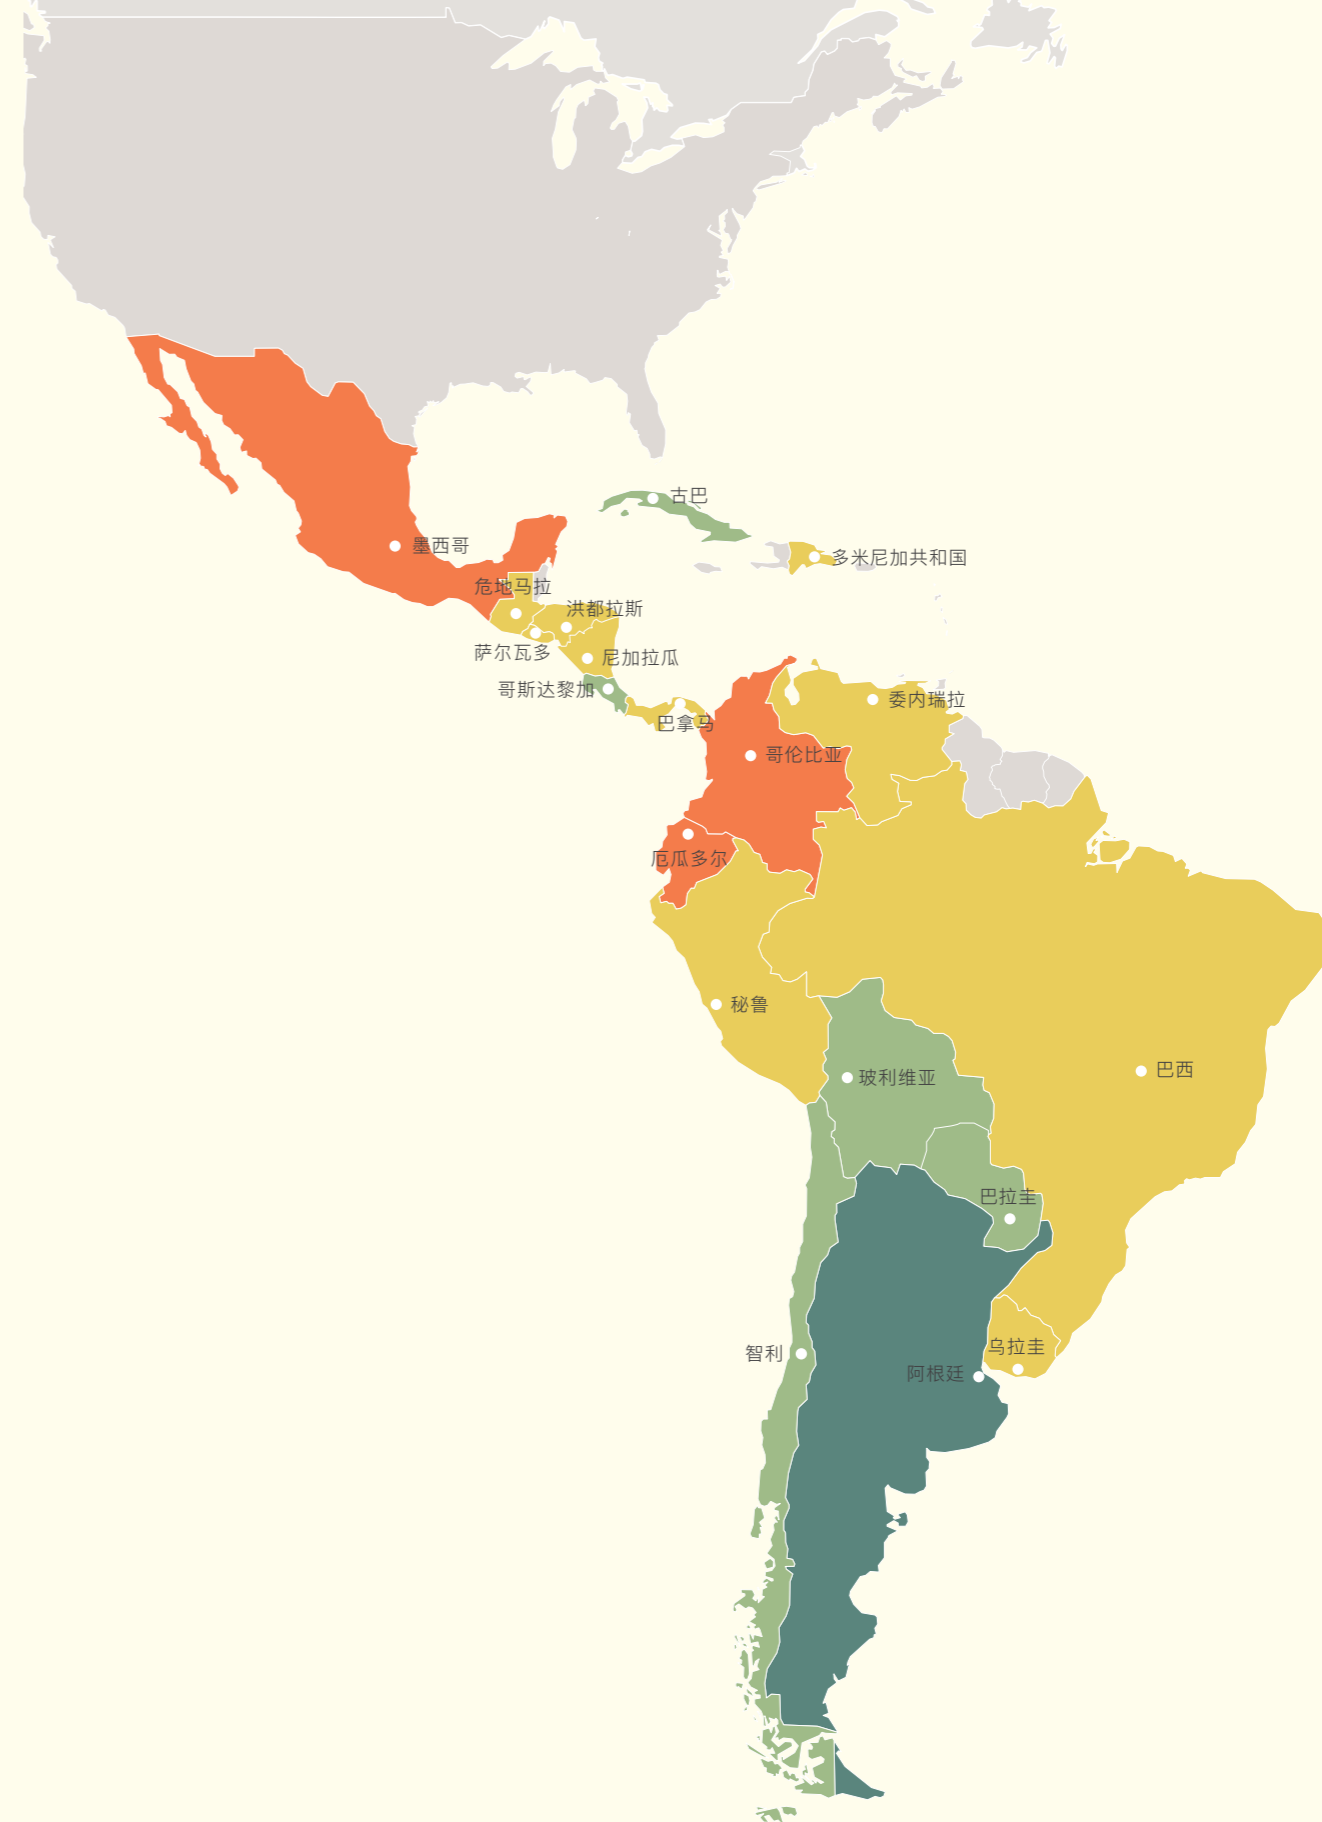 古巴
墨西哥
多米尼加共和国
危地马拉
洪都拉斯
萨尔瓦多
尼加拉瓜
哥斯达黎加
委内瑞拉
巴拿马
哥伦比亚
厄瓜多尔
秘鲁
巴西
玻利维亚
巴拉圭
乌拉圭
智利
阿根廷